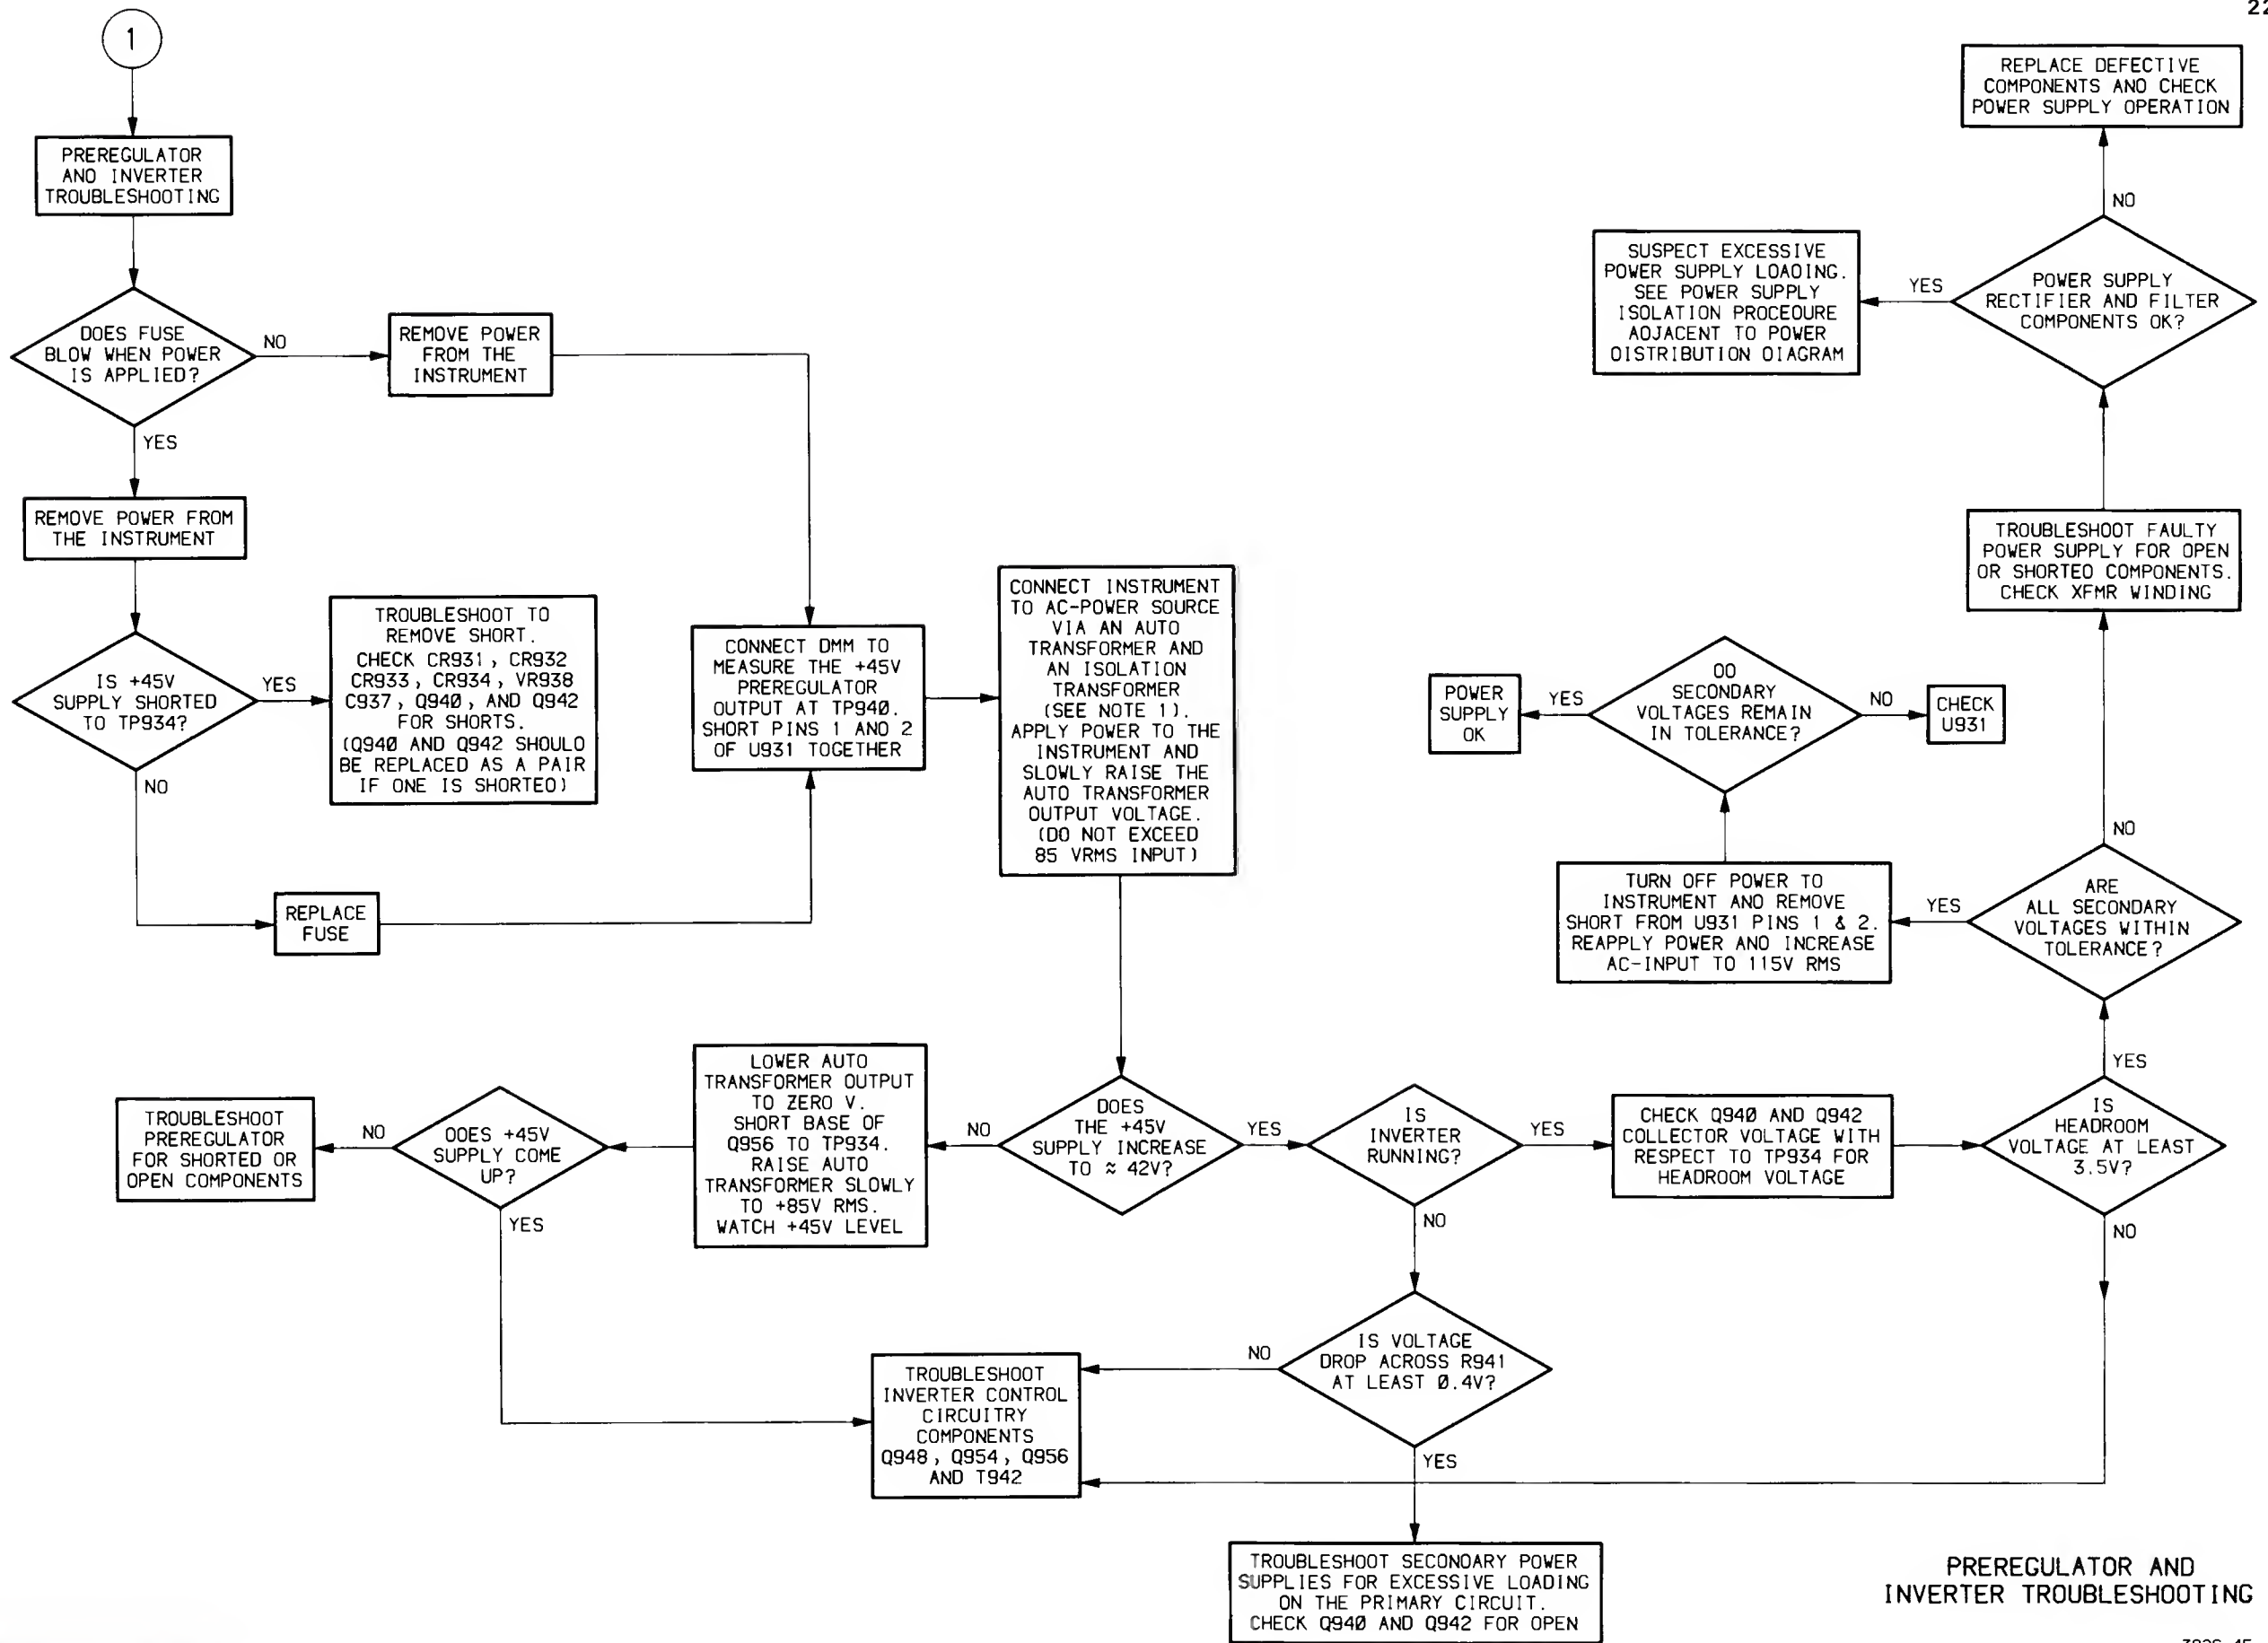 22
1
PREREGULATOR
AND INVERTER
TROUBLESHOOTING
DOES FUSE
BLOW WHEN POWER
IS APPLIED?
NO
YES
REMOVE POWER
FROM THE
INSTRUMENT
REMOVE POWER FROM
THE INSTRUMENT
IS +45V
SUPPLY SHORTED
TO TP934?
YES
NO
TROUBLESHOOT TO
REMOVE SHORT.
CHECK CR931, CR932
CR933, CR934, VR938
C937, Q940, AND Q942
FOR SHORTS.
(Q940 AND Q942 SHOULD
BE REPLACED AS A PAIR
IF ONE IS SHORTED)
REPLACE
FUSE
CONNECT DMM TO
MEASURE THE +45V
PREREGULATOR
OUTPUT AT TP940.
SHORT PINS 1 AND 2
OF U931 TOGETHER
CONNECT INSTRUMENT
TO AC-POWER SOURCE
VIA AN AUTO
TRANSFORMER AND
AN ISOLATION
TRANSFORMER
(SEE NOTE 1).
APPLY POWER TO THE
INSTRUMENT AND
SLOWLY RAISE THE
AUTO TRANSFORMER
OUTPUT VOLTAGE.
(DO NOT EXCEED
85 VRMS INPUT)
DOES
THE +45V
SUPPLY INCREASE
TO ≈ 42V?
NO
YES
LOWER AUTO
TRANSFORMER OUTPUT
TO ZERO V.
SHORT BASE OF
Q956 TO TP934.
RAISE AUTO
TRANSFORMER SLOWLY
TO +85V RMS.
WATCH +45V LEVEL
OOES +45V
SUPPLY COME
UP?
NO
YES
TROUBLESHOOT
PREREGULATOR
FOR SHORTED OR
OPEN COMPONENTS
IS
INVERTER
RUNNING?
YES
NO
IS VOLTAGE
DROP ACROSS R941
AT LEAST 0.4V?
NO
YES
TROUBLESHOOT
INVERTER CONTROL
CIRCUITRY
COMPONENTS
Q948, Q954, Q956
AND T942
TROUBLESHOOT SECONOARY POWER
SUPPLIES FOR EXCESSIVE LOADING
ON THE PRIMARY CIRCUIT.
CHECK Q940 AND Q942 FOR OPEN
CHECK Q940 AND Q942
COLLECTOR VOLTAGE WITH
RESPECT TO TP934 FOR
HEADROOM VOLTAGE
IS
HEADROOM
VOLTAGE AT LEAST
3.5V?
YES
NO
ARE
ALL SECONDARY
VOLTAGES WITHIN
TOLERANCE?
YES
NO
TURN OFF POWER TO
INSTRUMENT AND REMOVE
SHORT FROM U931 PINS 1 & 2.
REAPPLY POWER AND INCREASE
AC-INPUT TO 115V RMS
OO
SECONDARY
VOLTAGES REMAIN
IN TOLERANCE?
YES
NO
POWER
SUPPLY
OK
CHECK
U931
TROUBLESHOOT FAULTY
POWER SUPPLY FOR OPEN
OR SHORTEO COMPONENTS.
CHECK XFMR WINDING
POWER SUPPLY
RECTIFIER AND FILTER
COMPONENTS OK?
YES
NO
SUSPECT EXCESSIVE
POWER SUPPLY LOAOING.
SEE POWER SUPPLY
ISOLATION PROCEOURE
AOJACENT TO POWER
OISTRIBUTION OIAGRAM
REPLACE DEFECTIVE
COMPONENTS AND CHECK
POWER SUPPLY OPERATION
PREREGULATOR AND
INVERTER TROUBLESHOOTING